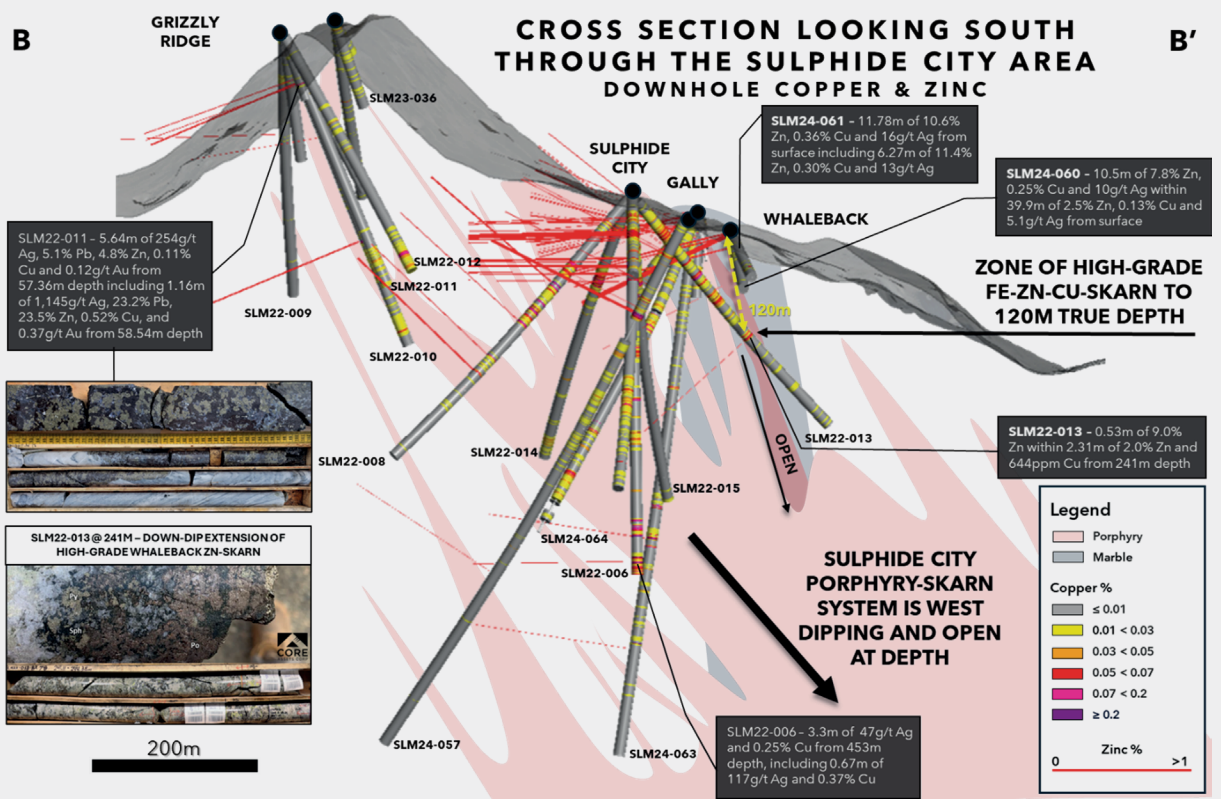 B
GRIZZLY
RIDGE
CROSS SECTION LOOKING SOUTH
THROUGH THE SULPHIDE CITY AREA
DOWNHOLE COPPER & ZINC
B'
SLM23-036
SULPHIDE
CITY
GALLY
WHALEBACK
SLM24-061 – 11.78m of 10.6%
Zn, 0.36% Cu and 16g/t Ag from
surface including 6.27m of 11.4%
Zn, 0.30% Cu and 13g/t Ag
SLM24-060 – 10.5m of 7.8% Zn,
0.25% Cu and 10g/t Ag within
39.9m of 2.5% Zn, 0.13% Cu and
5.1g/t Ag from surface
SLM22-011 – 5.64m of 254g/t
Ag, 5.1% Pb, 4.8% Zn, 0.11%
Cu and 0.12g/t Au from
57.36m depth including 1.16m
of 1,145g/t Ag, 23.2% Pb,
23.5% Zn, 0.52% Cu, and
0.37g/t Au from 58.54m depth
SLM22-012
SLM22-011
SLM22-009
SLM22-010
ZONE OF HIGH-GRADE
FE-ZN-CU-SKARN TO
120M TRUE DEPTH
120m
OPEN
SLM22-013
SLM22-008
SLM22-014
SLM22-015
SLM22-013 – 0.53m of 9.0%
Zn within 2.31m of 2.0% Zn and
644ppm Cu from 241m depth
SLM24-064
SLM22-006
SLM22-013 @ 241M – DOWN-DIP EXTENSION OF
HIGH-GRADE WHALEBACK ZN-SKARN
Py
Sph
Po
CORE
SULPHIDE CITY
PORPHYRY-SKARN
SYSTEM IS WEST
DIPPING AND OPEN
AT DEPTH
Legend
Porphyry
Marble
Copper %
≤ 0.01
0.01 < 0.03
0.03 < 0.05
0.05 < 0.07
0.07 < 0.2
≥ 0.2
Zinc %
0 >1
SLM24-057
SLM24-063
SLM22-006 – 3.3m of 47g/t Ag
and 0.25% Cu from 453m
depth, including 0.67m of
117g/t Ag and 0.37% Cu
200m